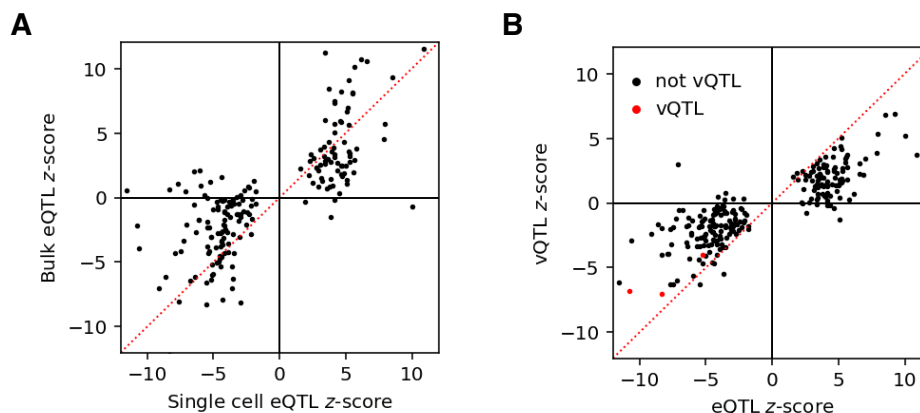 A
Bulk eQTL z-score
10
5
0
−5
−10
−10 −5 0 5 10
Single cell eQTL z-score
B
vQTL z-score
10
5
0
−5
−10
not vQTL
vQTL
−10 −5 0 5 10
eQTL z-score